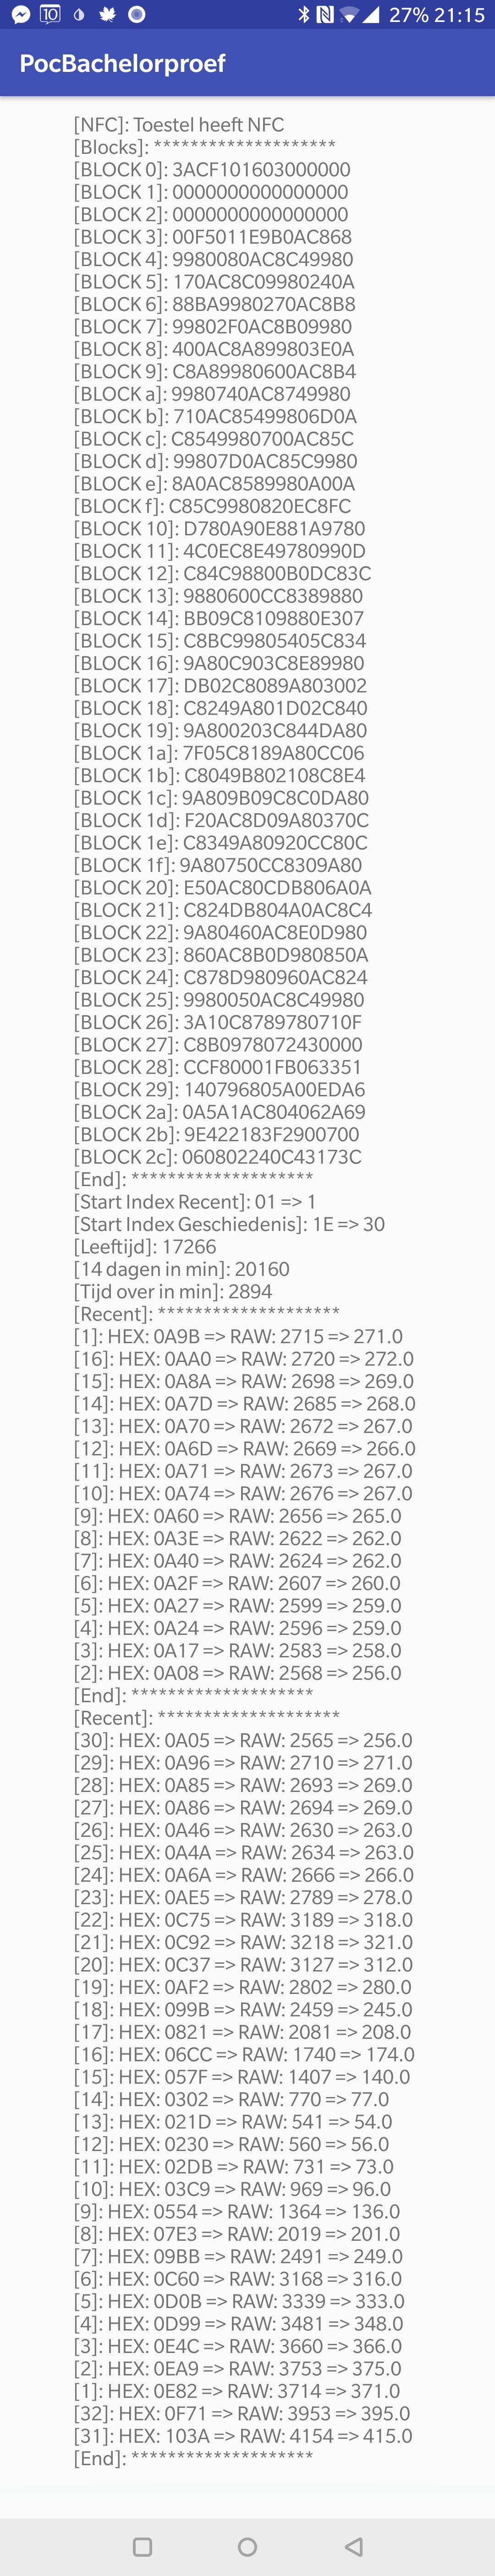 10 27% 21:15
PocBachelorproef
[NFC]: Toestel heeft NFC
[Blocks]: ********************
[BLOCK 0]: 3ACF101603000000
[BLOCK 1]: 0000000000000000
[BLOCK 2]: 0000000000000000
[BLOCK 3]: 00F5011E9B0AC868
[BLOCK 4]: 9980080AC8C49980
[BLOCK 5]: 170AC8C09980240A
[BLOCK 6]: 88BA9980270AC8B8
[BLOCK 7]: 99802F0AC8B09980
[BLOCK 8]: 400AC8A899803E0A
[BLOCK 9]: C8A89980600AC8B4
[BLOCK a]: 9980740AC8749980
[BLOCK b]: 710AC85499806D0A
[BLOCK c]: C8549980700AC85C
[BLOCK d]: 99807D0AC85C9980
[BLOCK e]: 8A0AC8589980A00A
[BLOCK f]: C85C9980820EC8FC
[BLOCK 10]: D780A90E881A9780
[BLOCK 11]: 4C0EC8E49780990D
[BLOCK 12]: C84C98800B0DC83C
[BLOCK 13]: 9880600CC8389880
[BLOCK 14]: BB09C8109880E307
[BLOCK 15]: C8BC99805405C834
[BLOCK 16]: 9A80C903C8E89980
[BLOCK 17]: DB02C8089A803002
[BLOCK 18]: C8249A801D02C840
[BLOCK 19]: 9A800203C844DA80
[BLOCK 1a]: 7F05C8189A80CC06
[BLOCK 1b]: C8049B802108C8E4
[BLOCK 1c]: 9A809B09C8C0DA80
[BLOCK 1d]: F20AC8D09A80370C
[BLOCK 1e]: C8349A80920CC80C
[BLOCK 1f]: 9A80750CC8309A80
[BLOCK 20]: E50AC80CDB806A0A
[BLOCK 21]: C824DB804A0AC8C4
[BLOCK 22]: 9A80460AC8E0D980
[BLOCK 23]: 860AC8B0D980850A
[BLOCK 24]: C878D980960AC824
[BLOCK 25]: 9980050AC8C49980
[BLOCK 26]: 3A10C8789780710F
[BLOCK 27]: C8B0978072430000
[BLOCK 28]: CCF80001FB063351
[BLOCK 29]: 140796805A00EDA6
[BLOCK 2a]: 0A5A1AC804062A69
[BLOCK 2b]: 9E422183F2900700
[BLOCK 2c]: 060802240C43173C
[End]: ********************
[Start Index Recent]: 01 => 1
[Start Index Geschiedenis]: 1E => 30
[Leeftijd]: 17266
[14 dagen in min]: 20160
[Tijd over in min]: 2894
[Recent]: ********************
[1]: HEX: 0A9B => RAW: 2715 => 271.0
[16]: HEX: 0AA0 => RAW: 2720 => 272.0
[15]: HEX: 0A8A => RAW: 2698 => 269.0
[14]: HEX: 0A7D => RAW: 2685 => 268.0
[13]: HEX: 0A70 => RAW: 2672 => 267.0
[12]: HEX: 0A6D => RAW: 2669 => 266.0
[11]: HEX: 0A71 => RAW: 2673 => 267.0
[10]: HEX: 0A74 => RAW: 2676 => 267.0
[9]: HEX: 0A60 => RAW: 2656 => 265.0
[8]: HEX: 0A3E => RAW: 2622 => 262.0
[7]: HEX: 0A40 => RAW: 2624 => 262.0
[6]: HEX: 0A2F => RAW: 2607 => 260.0
[5]: HEX: 0A27 => RAW: 2599 => 259.0
[4]: HEX: 0A24 => RAW: 2596 => 259.0
[3]: HEX: 0A17 => RAW: 2583 => 258.0
[2]: HEX: 0A08 => RAW: 2568 => 256.0
[End]: ********************
[Recent]: ********************
[30]: HEX: 0A05 => RAW: 2565 => 256.0
[29]: HEX: 0A96 => RAW: 2710 => 271.0
[28]: HEX: 0A85 => RAW: 2693 => 269.0
[27]: HEX: 0A86 => RAW: 2694 => 269.0
[26]: HEX: 0A46 => RAW: 2630 => 263.0
[25]: HEX: 0A4A => RAW: 2634 => 263.0
[24]: HEX: 0A6A => RAW: 2666 => 266.0
[23]: HEX: 0AE5 => RAW: 2789 => 278.0
[22]: HEX: 0C75 => RAW: 3189 => 318.0
[21]: HEX: 0C92 => RAW: 3218 => 321.0
[20]: HEX: 0C37 => RAW: 3127 => 312.0
[19]: HEX: 0AF2 => RAW: 2802 => 280.0
[18]: HEX: 099B => RAW: 2459 => 245.0
[17]: HEX: 0821 => RAW: 2081 => 208.0
[16]: HEX: 06CC => RAW: 1740 => 174.0
[15]: HEX: 057F => RAW: 1407 => 140.0
[14]: HEX: 0302 => RAW: 770 => 77.0
[13]: HEX: 021D => RAW: 541 => 54.0
[12]: HEX: 0230 => RAW: 560 => 56.0
[11]: HEX: 02DB => RAW: 731 => 73.0
[10]: HEX: 03C9 => RAW: 969 => 96.0
[9]: HEX: 0554 => RAW: 1364 => 136.0
[8]: HEX: 07E3 => RAW: 2019 => 201.0
[7]: HEX: 09BB => RAW: 2491 => 249.0
[6]: HEX: 0C60 => RAW: 3168 => 316.0
[5]: HEX: 0D0B => RAW: 3339 => 333.0
[4]: HEX: 0D99 => RAW: 3481 => 348.0
[3]: HEX: 0E4C => RAW: 3660 => 366.0
[2]: HEX: 0EA9 => RAW: 3753 => 375.0
[1]: HEX: 0E82 => RAW: 3714 => 371.0
[32]: HEX: 0F71 => RAW: 3953 => 395.0
[31]: HEX: 103A => RAW: 4154 => 415.0
[End]: ********************